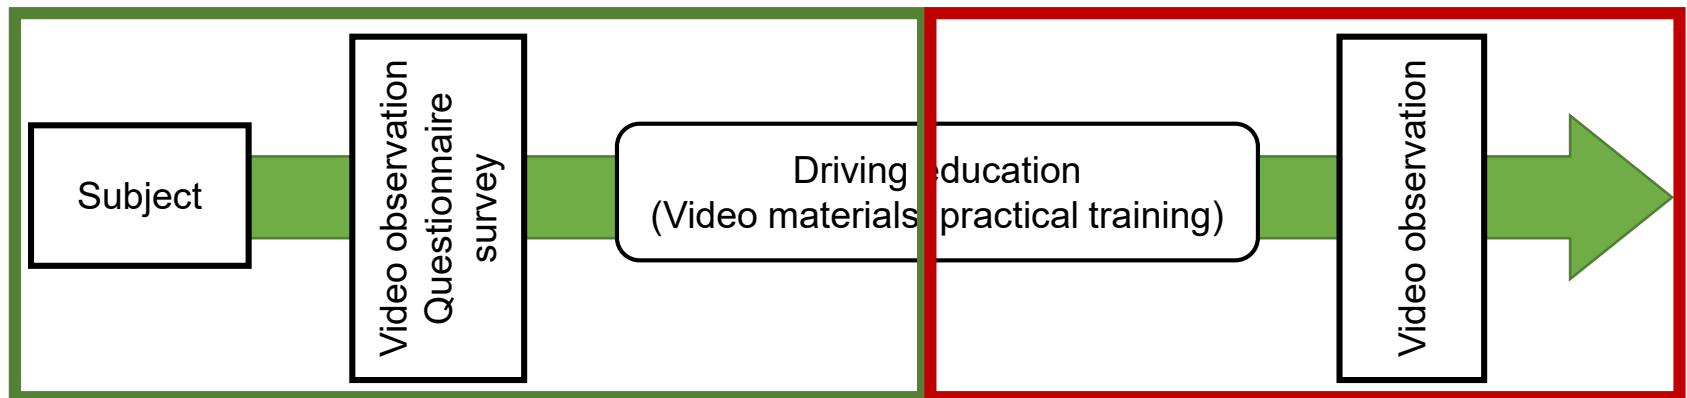 Subject
Video observation
Questionnaire
survey
Driving education
(Video materials, practical training)
Video observation